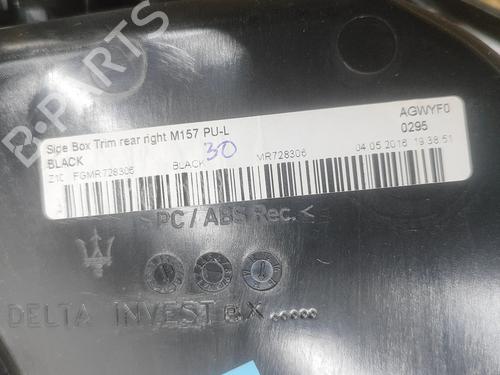 B-PARTS
Side Box Trim rear right M157 PU-L
BLACK
AGWYF0
0295
Z10 FGMR728306 BLACK MR728306 04.05.2016 19:38:51
30
>PC/ABS Rec.<
DELTA INVEST